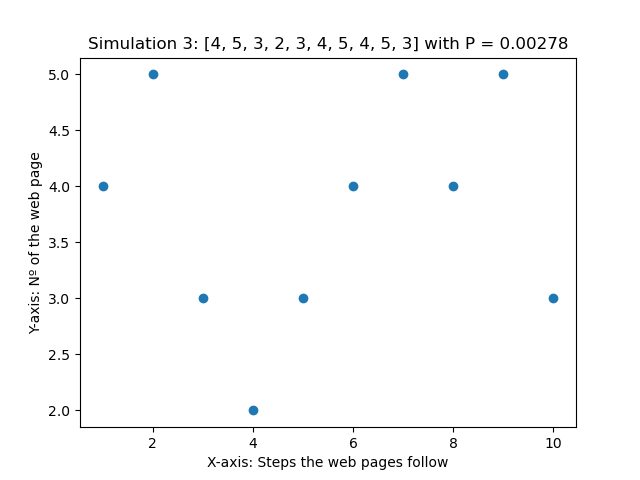 Simulation 3: [4, 5, 3, 2, 3, 4, 5, 4, 5, 3] with P = 0.00278
5.0
4.5
4.0
3.5
3.0
2.5
2.0
Y-axis: Nº of the web page
2 4 6 8 10
X-axis: Steps the web pages follow